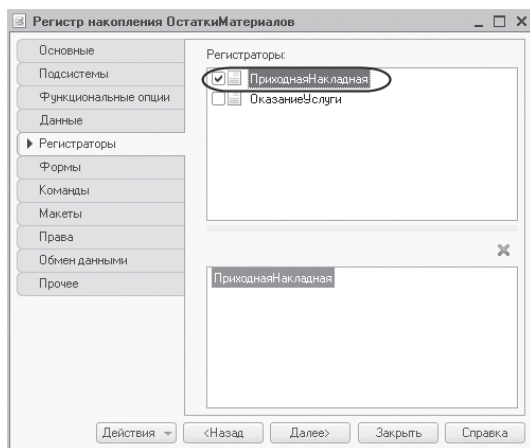 Регистр накопления ОстаткиМатериалов
Основные
Подсистемы
Функциональные опции
Данные
Регистраторы
Формы
Команды
Макеты
Права
Обмен данными
Прочее
Регистраторы:
ПриходнаяНакладная
ОказаниеУслуги
ПриходнаяНакладная
Действия
<Назад
Далее>
Закрыть
Справка